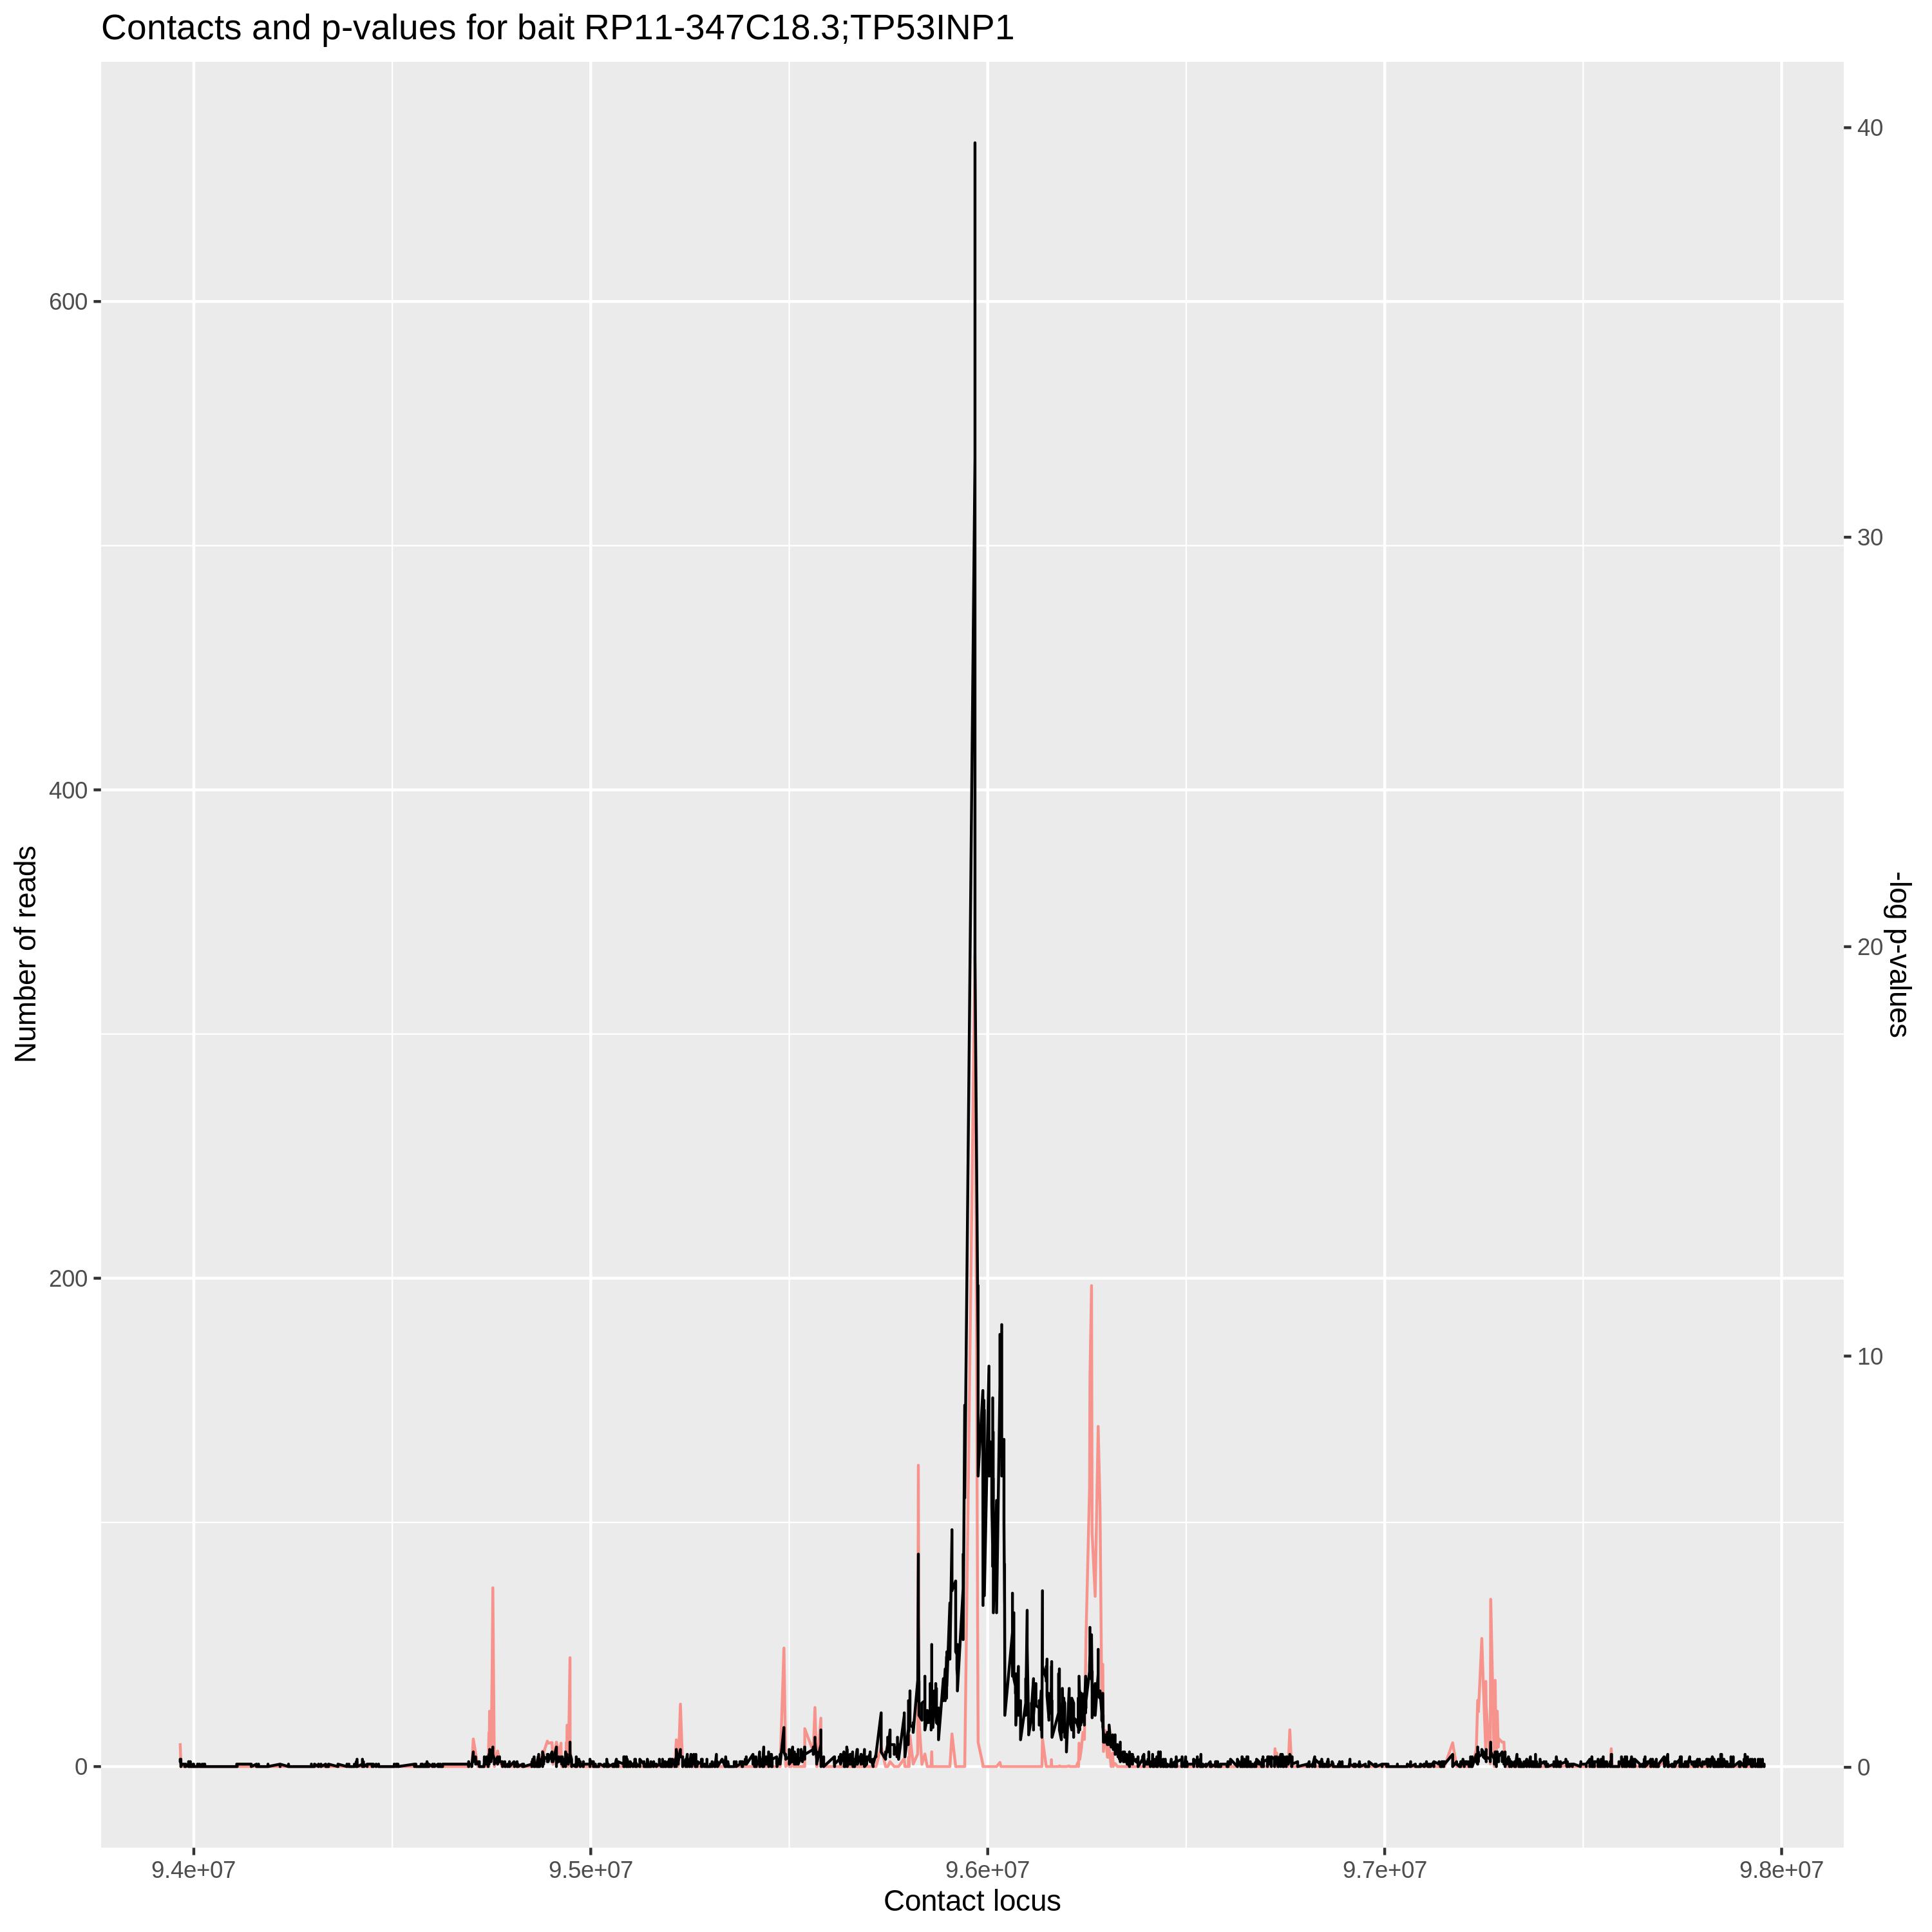 Contacts and p-values for bait RP11-347C18.3;TP53INP1
40
600
30
400
Number of reads
-log p-values
20
200
10
0
0
9.4e+07
9.5e+07
9.6e+07
9.7e+07
9.8e+07
Contact locus